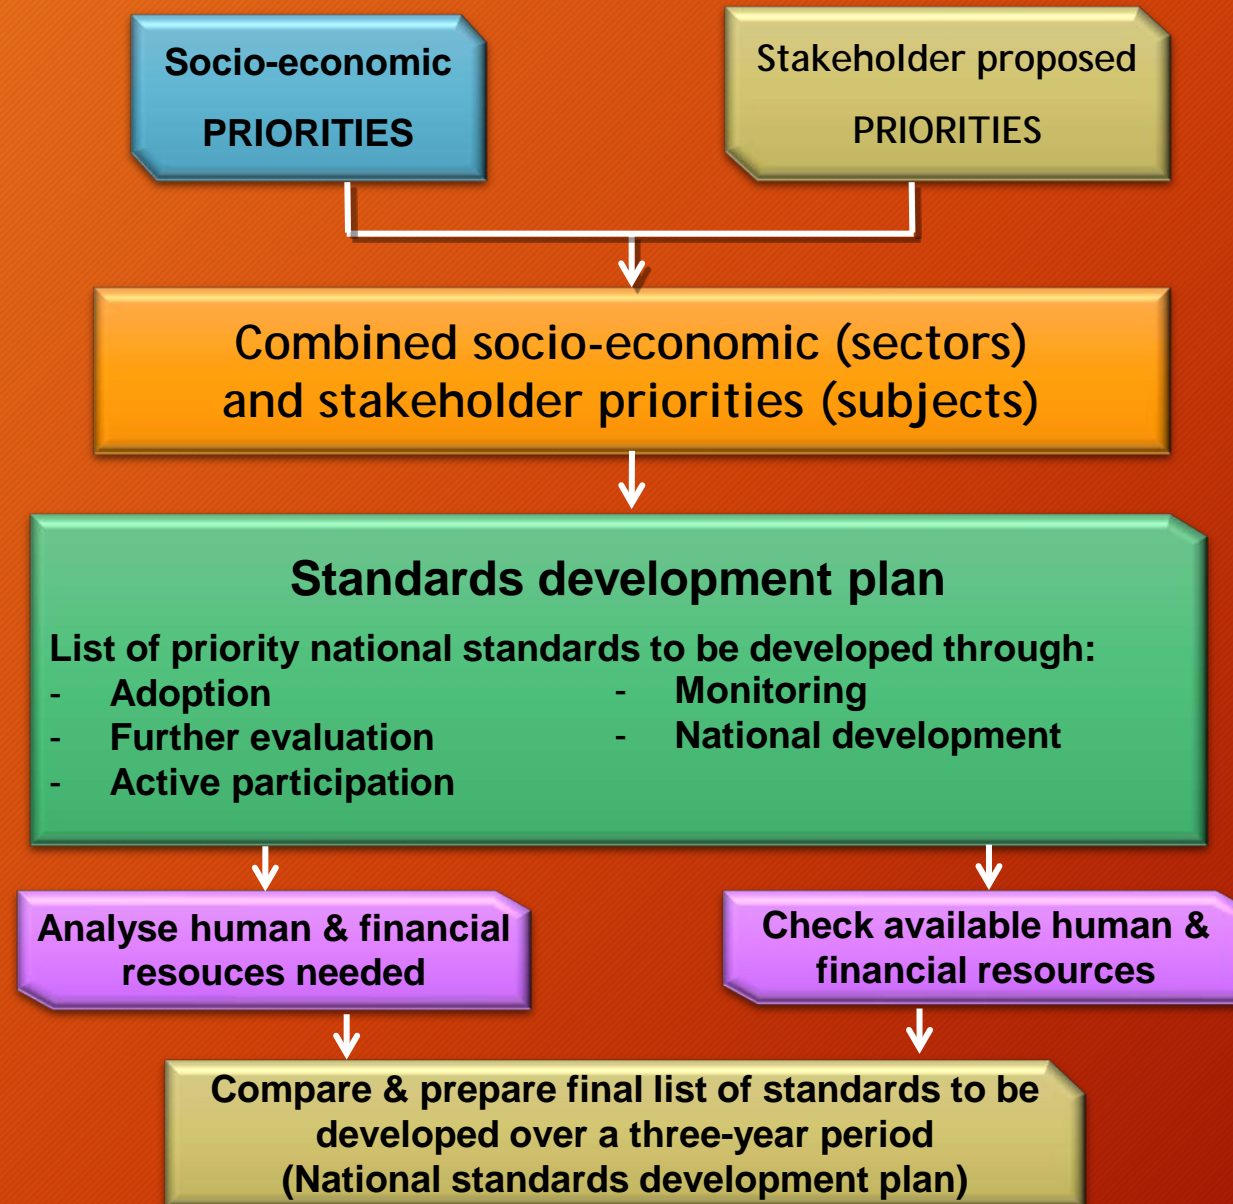 Socio-economic
PRIORITIES
Stakeholder proposed
PRIORITIES
Combined socio-economic (sectors)
and stakeholder priorities (subjects)
Standards development plan
List of priority national standards to be developed through:
- Adoption
- Further evaluation
- Active participation
- Monitoring
- National development
Analyse human & financial
resouces needed
Check available human &
financial resources
Compare & prepare final list of standards to be
developed over a three-year period
(National standards development plan)